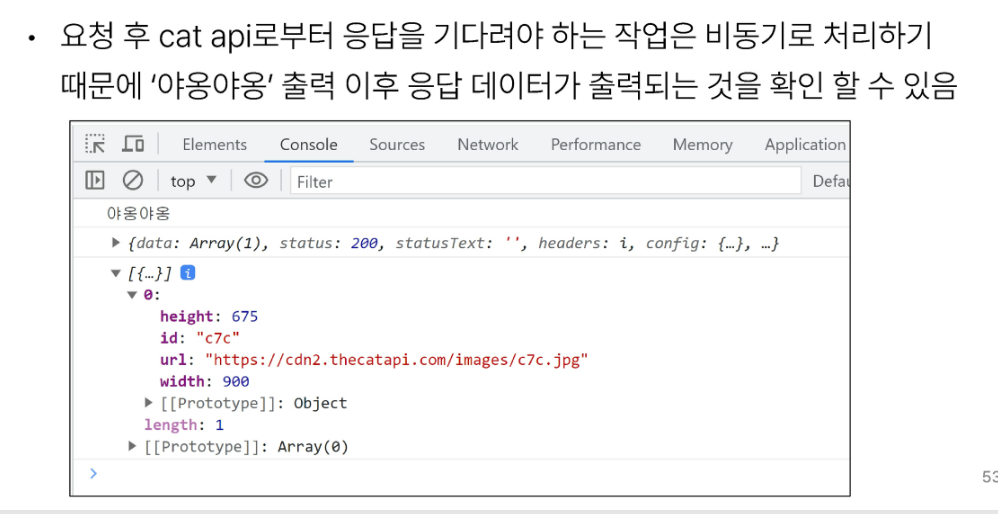 • 요청 후 cat api로부터 응답을 기다려야 하는 작업은 비동기로 처리하기
때문에 ‘야옹야옹’ 출력 이후 응답 데이터가 출력되는 것을 확인 할 수 있음
Elements Console Sources Network Performance Memory Application
top ▼ Filter Defau
야옹야옹
▶ {data: Array(1), status: 200, statusText: '', headers: i, config: {…}, …}
▼ [{…}] i
▼ 0:
height: 675
id: "c7c"
url: "https://cdn2.thecatapi.com/images/c7c.jpg"
width: 900
▶ [[Prototype]]: Object
length: 1
▶ [[Prototype]]: Array(0)
>
53